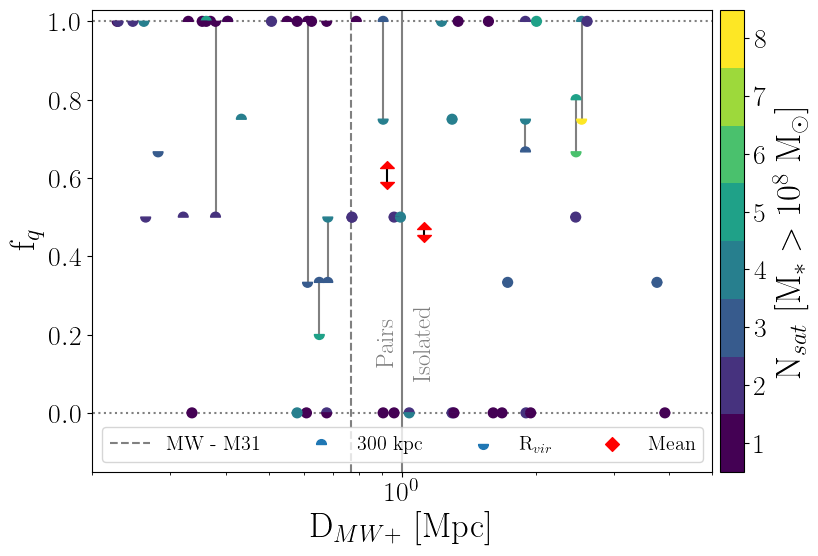 1.0
0.8
0.6
0.4
0.2
0.0
f_q
Pairs
Isolated
MW - M31
300 kpc
R_vir
Mean
10^0
D_MW+ [Mpc]
8
7
6
5
4
3
2
1
N_sat [M_* > 10^8 M_⊙]